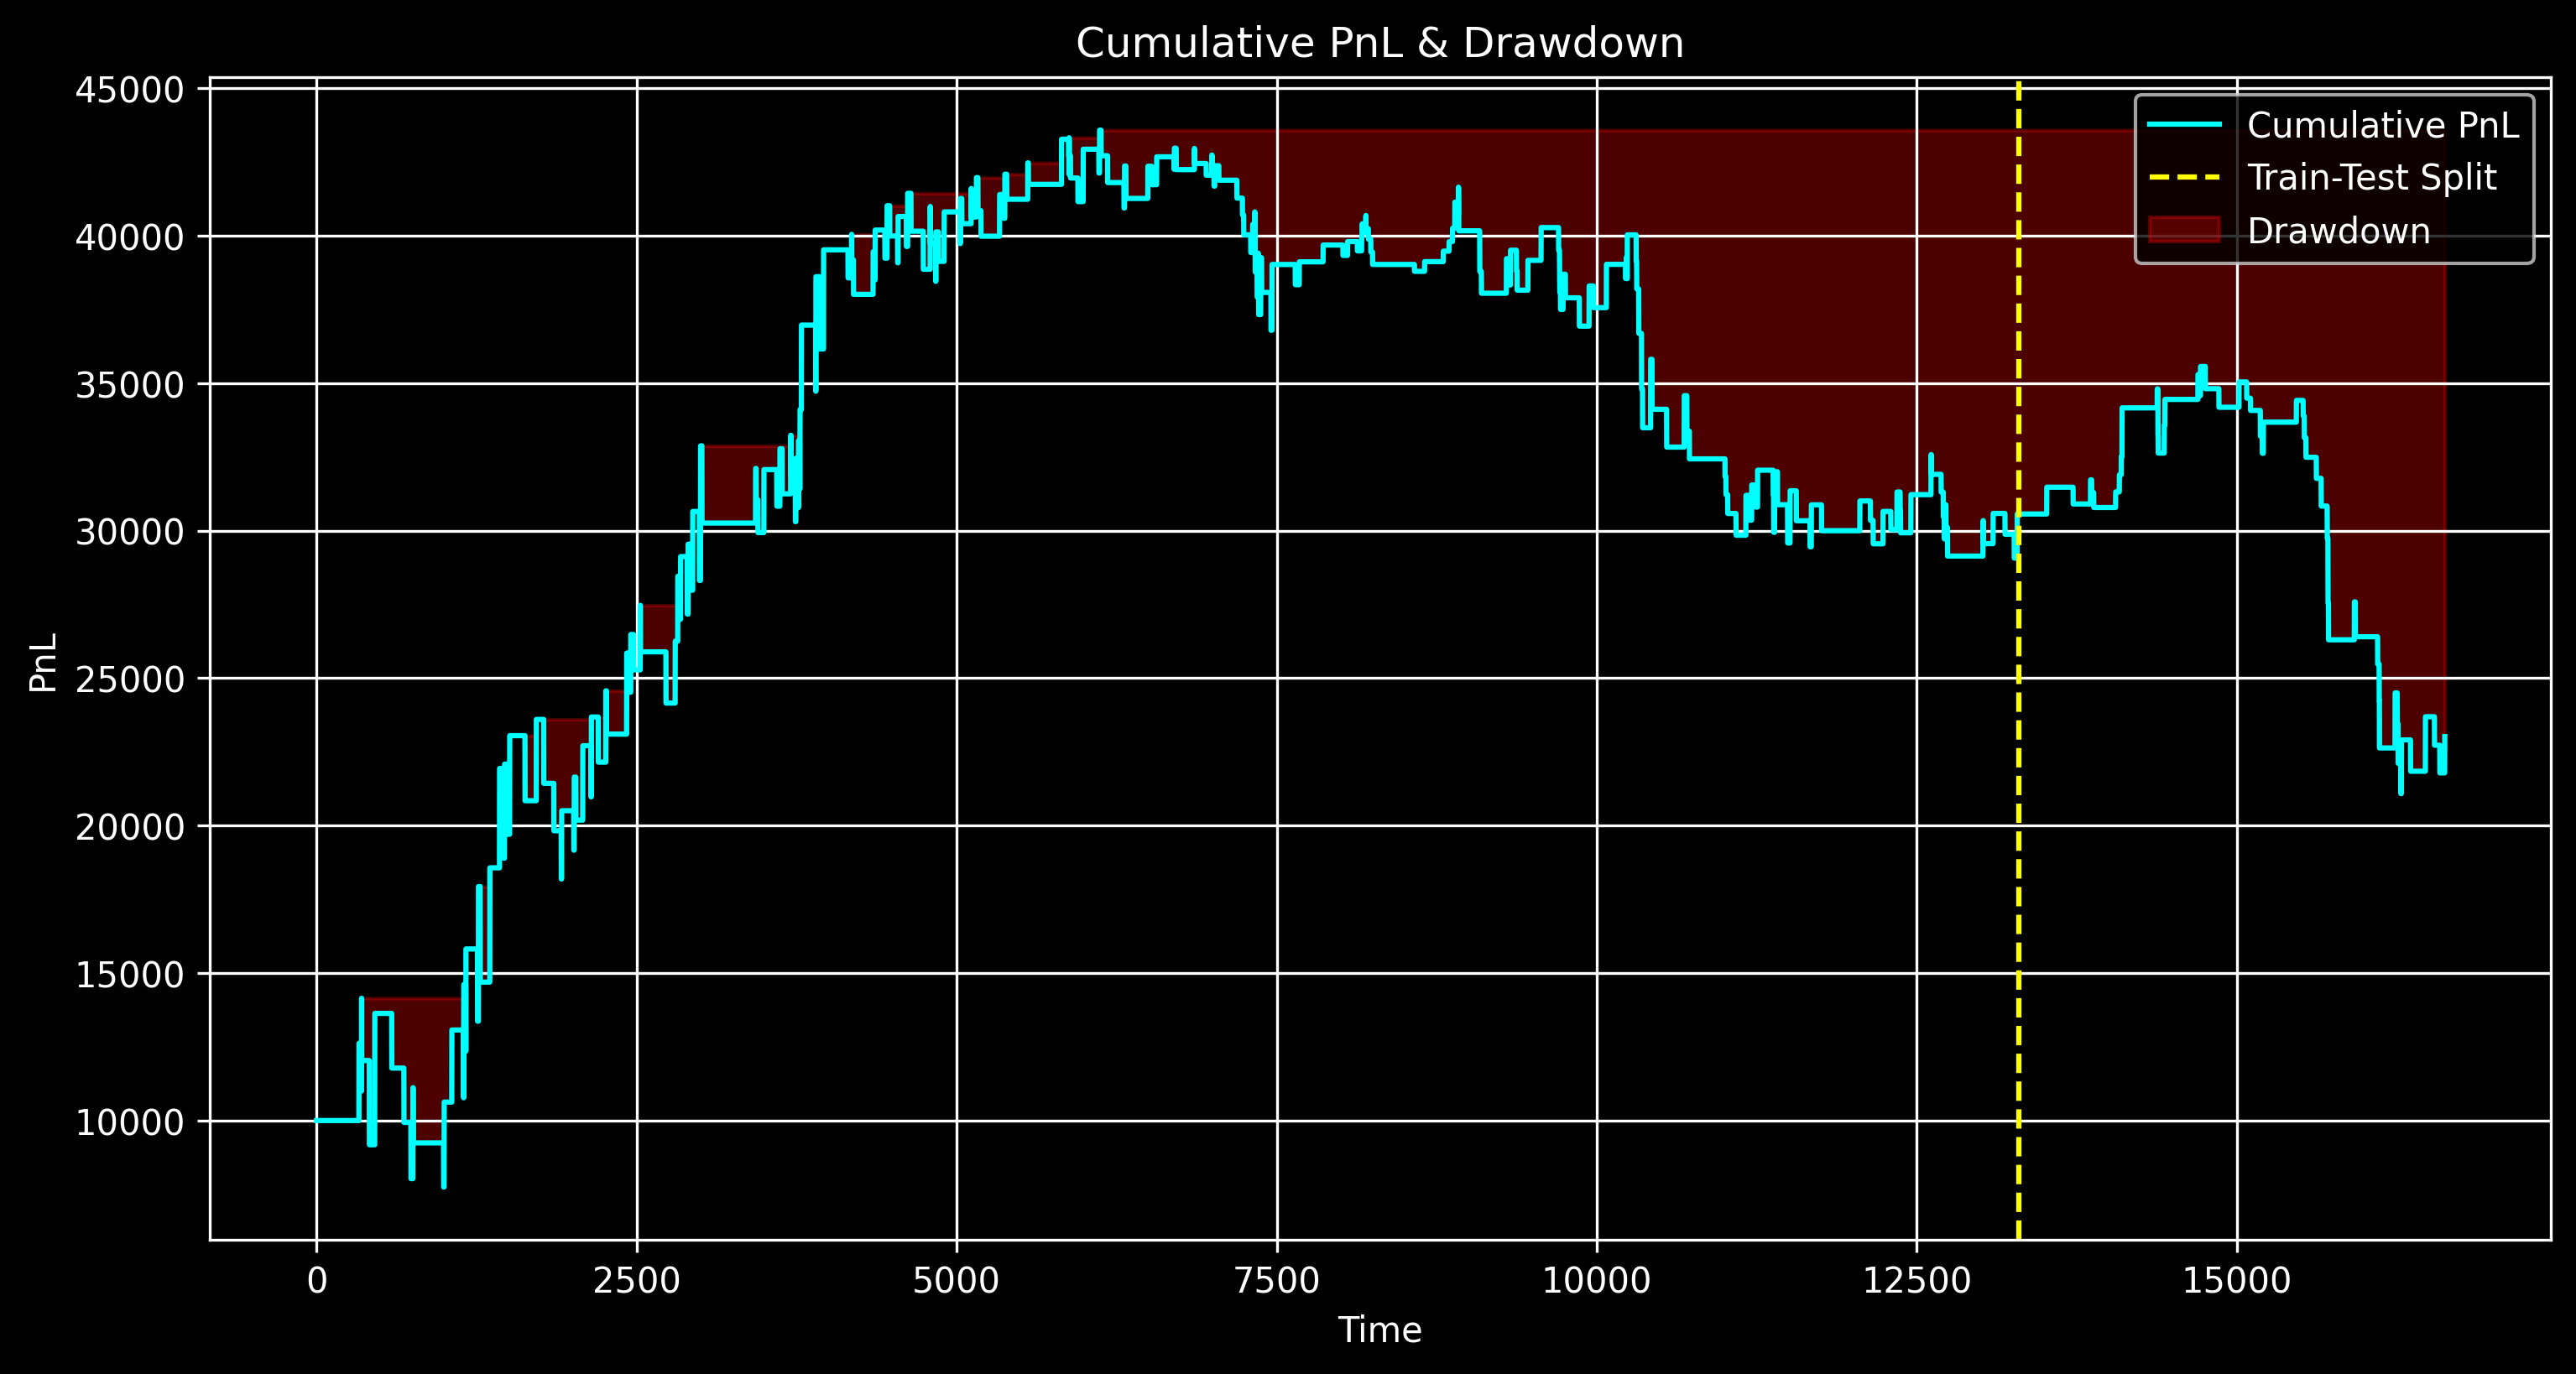 Cumulative PnL & Drawdown
45000
40000
35000
30000
25000
20000
15000
10000
PnL
Cumulative PnL
Train-Test Split
Drawdown
0 2500 5000 7500 10000 12500 15000
Time